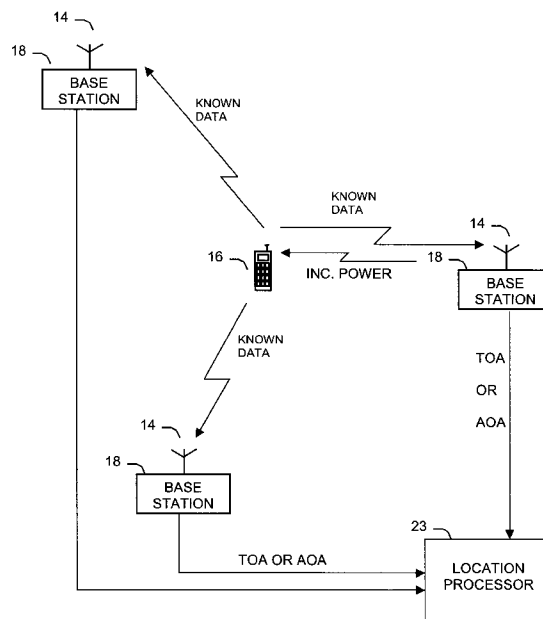 14
18
BASE
STATION
KNOWN
DATA
KNOWN
DATA
14
16
INC. POWER
18
BASE
STATION
KNOWN
DATA
TOA
OR
AOA
14
18
BASE
STATION
23
TOA OR AOA
LOCATION
PROCESSOR